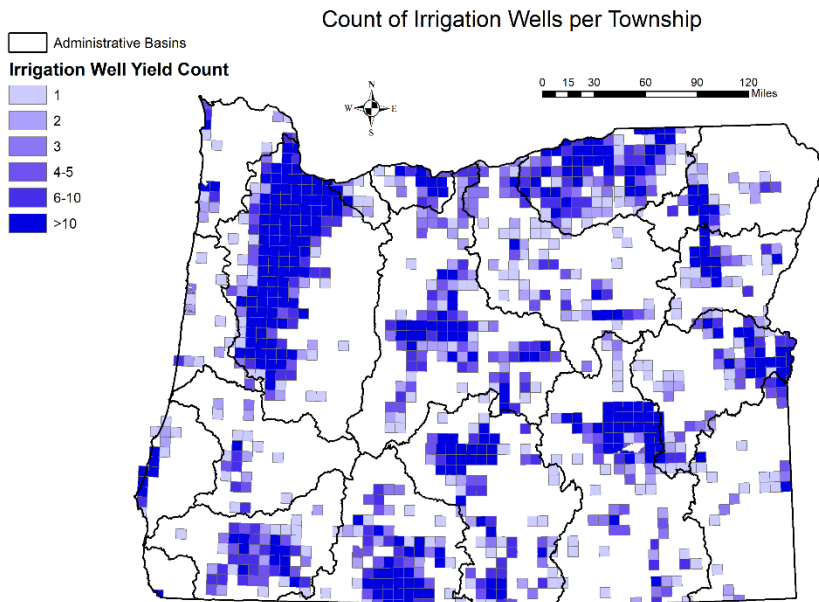 Count of Irrigation Wells per Township
Administrative Basins
Irrigation Well Yield Count
1
2
3
4-5
6-10
>10
N
W E
S
0 15 30 60 90 120
Miles